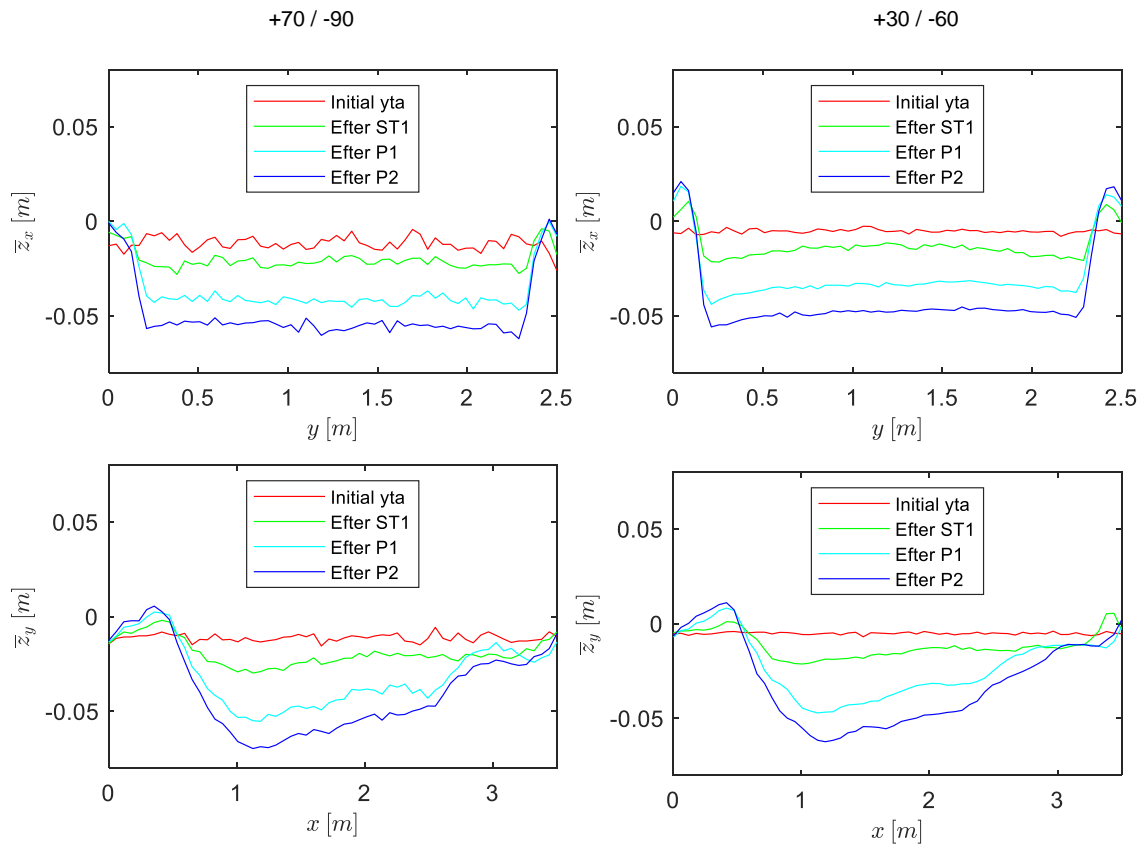 +70 / -90
+30 / -60
0.05
0
-0.05
z̅x [m]
Initial yta
Efter ST1
Efter P1
Efter P2
0 0.5 1 1.5 2 2.5
y [m]
0.05
0
-0.05
z̅x [m]
Initial yta
Efter ST1
Efter P1
Efter P2
0 0.5 1 1.5 2 2.5
y [m]
0.05
0
-0.05
z̅y [m]
Initial yta
Efter ST1
Efter P1
Efter P2
0 1 2 3
x [m]
0.05
0
-0.05
z̅y [m]
Initial yta
Efter ST1
Efter P1
Efter P2
0 1 2 3
x [m]